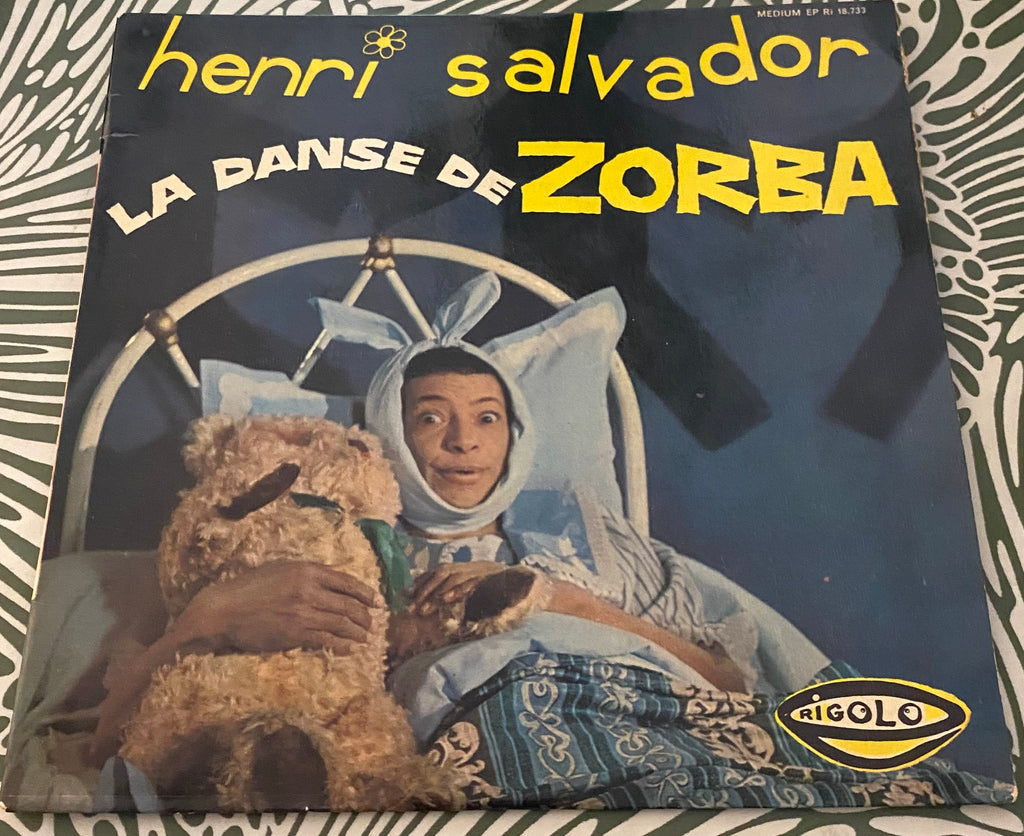 MEDIUM EP Ri 18.733
henri salvador
LA DANSE DE ZORBA
RiGOLO